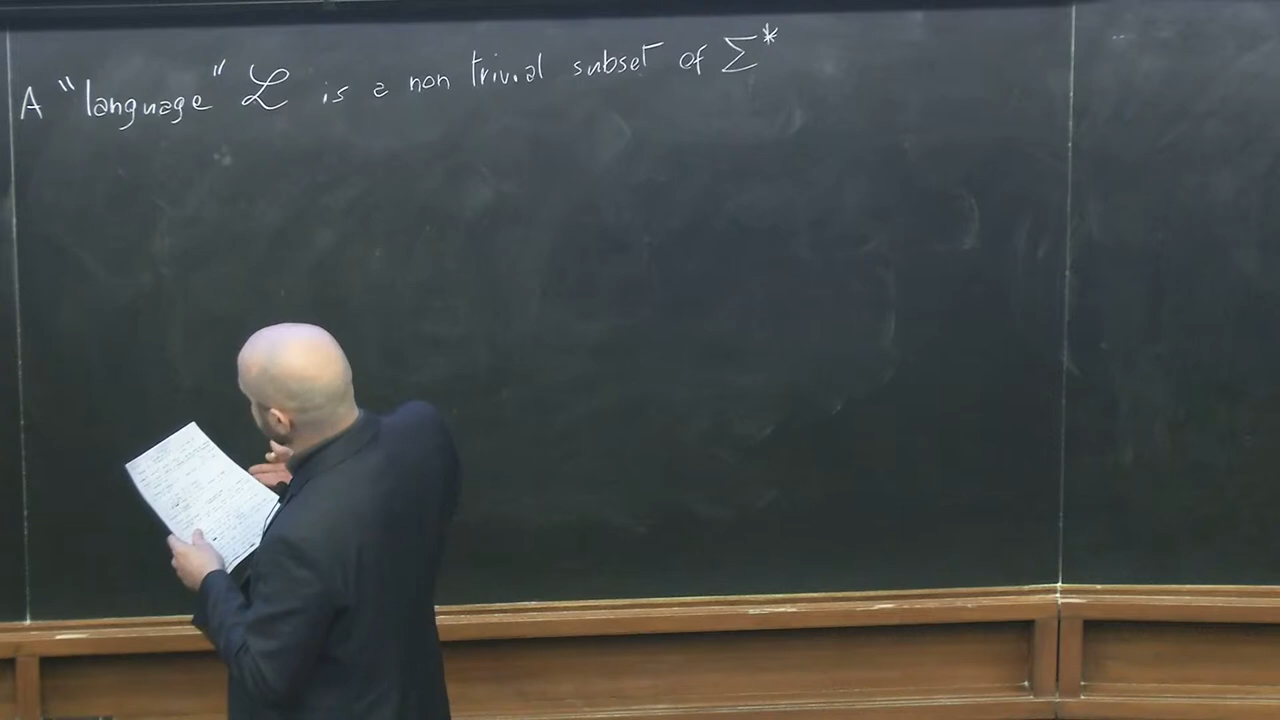 A "language" ℒ is a non trivial subset of Σ*